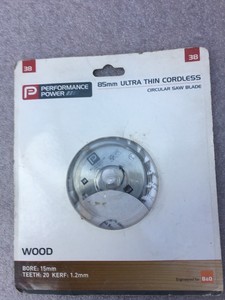 38
38
PERFORMANCE
POWER
85mm ULTRA THIN CORDLESS
CIRCULAR SAW BLADE
WOOD
BORE: 15mm
TEETH: 20 KERF: 1.2mm
B&Q